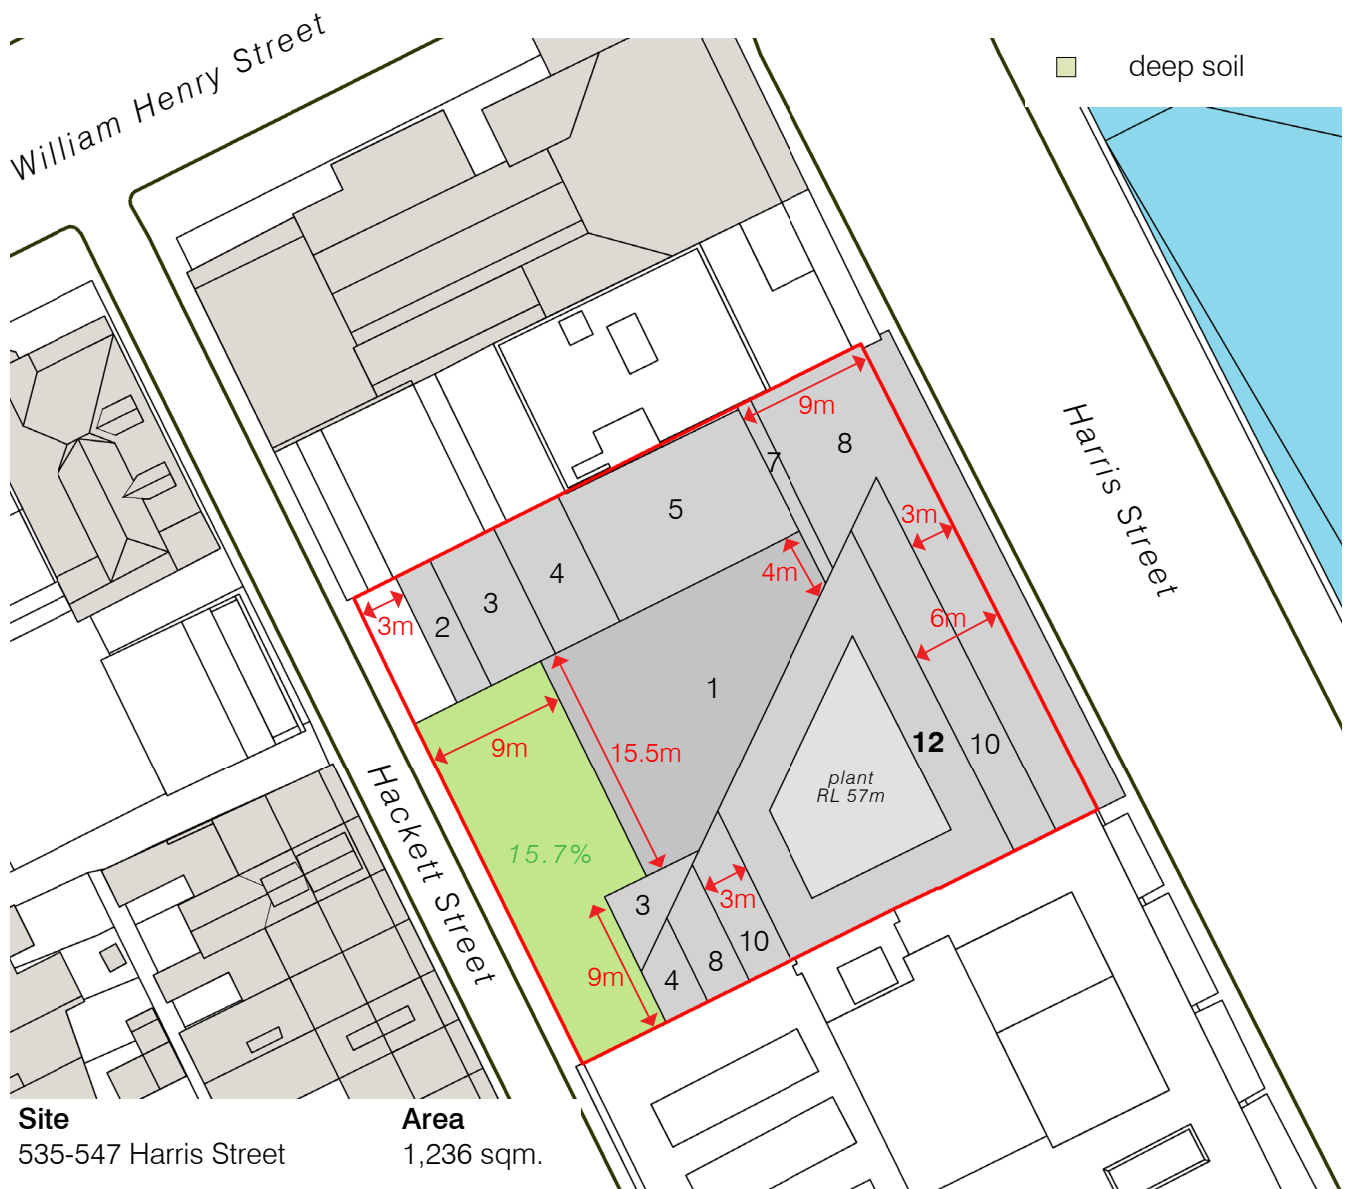 William Henry Street
deep soil
9m
8
7
5
Harris Street
3m
4m
4
3
2
3m
6m
1
9m
15.5m
12
10
plant
RL 57m
Hackett Street
15.7%
3
3m
9m
4
8
10
Site
Area
535-547 Harris Street
1,236 sqm.